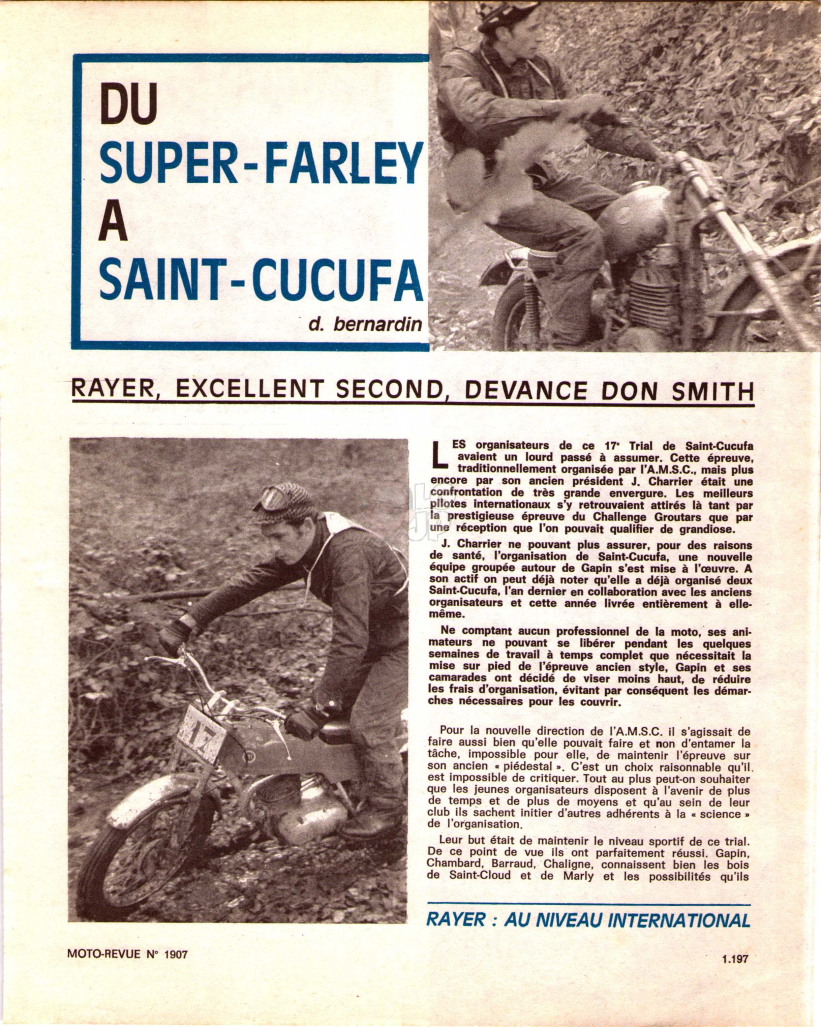 DU
SUPER-FARLEY
A
SAINT-CUCUFA
d. bernardin
RAYER, EXCELLENT SECOND, DEVANCE DON SMITH
LES organisateurs de ce 17e Trial de Saint-Cucufa
avaient un lourd passé à assumer. Cette épreuve,
traditionnellement organisée par l'A.M.S.C., mais plus
encore par son ancien président J. Charrier était une
confrontation de très grande envergure. Les meilleurs
pilotes internationaux s'y retrouvaient attirés là tant par
la prestigieuse épreuve du Challenge Groutars que par
une réception que l'on pouvait qualifier de grandiose.
J. Charrier ne pouvant plus assurer, pour des raisons
de santé, l'organisation de Saint-Cucufa, une nouvelle
équipe groupée autour de Gapin s'est mise à l'œuvre. A
son actif on peut déjà noter qu'elle a déjà organisé deux
Saint-Cucufa, l'an dernier en collaboration avec les anciens
organisateurs et cette année livrée entièrement à elle-
même.
Ne comptant aucun professionnel de la moto, ses ani-
mateurs ne pouvant se libérer pendant les quelques
semaines de travail à temps complet que nécessitait la
mise sur pied de l'épreuve ancien style, Gapin et ses
camarades ont décidé de viser moins haut, de réduire
les frais d'organisation, évitant par conséquent les démar-
ches nécessaires pour les couvrir.
Pour la nouvelle direction de l'A.M.S.C. il s'agissait de
faire aussi bien qu'elle pouvait faire et non d'entamer la
tâche, impossible pour elle, de maintenir l'épreuve sur
son ancien « piédestal ». C'est un choix raisonnable qu'il
est impossible de critiquer. Tout au plus peut-on souhaiter
que les jeunes organisateurs disposent à l'avenir de plus
de temps et de plus de moyens et qu'au sein de leur
club ils sachent initier d'autres adhérents à la « science »
de l'organisation.
Leur but était de maintenir le niveau sportif de ce trial.
De ce point de vue ils ont parfaitement réussi. Gapin,
Chambard, Barraud, Chaligne, connaissent bien les bois
de Saint-Cloud et de Marly et les possibilités qu'ils
17
RAYER : AU NIVEAU INTERNATIONAL
MOTO-REVUE N° 1907
1.197